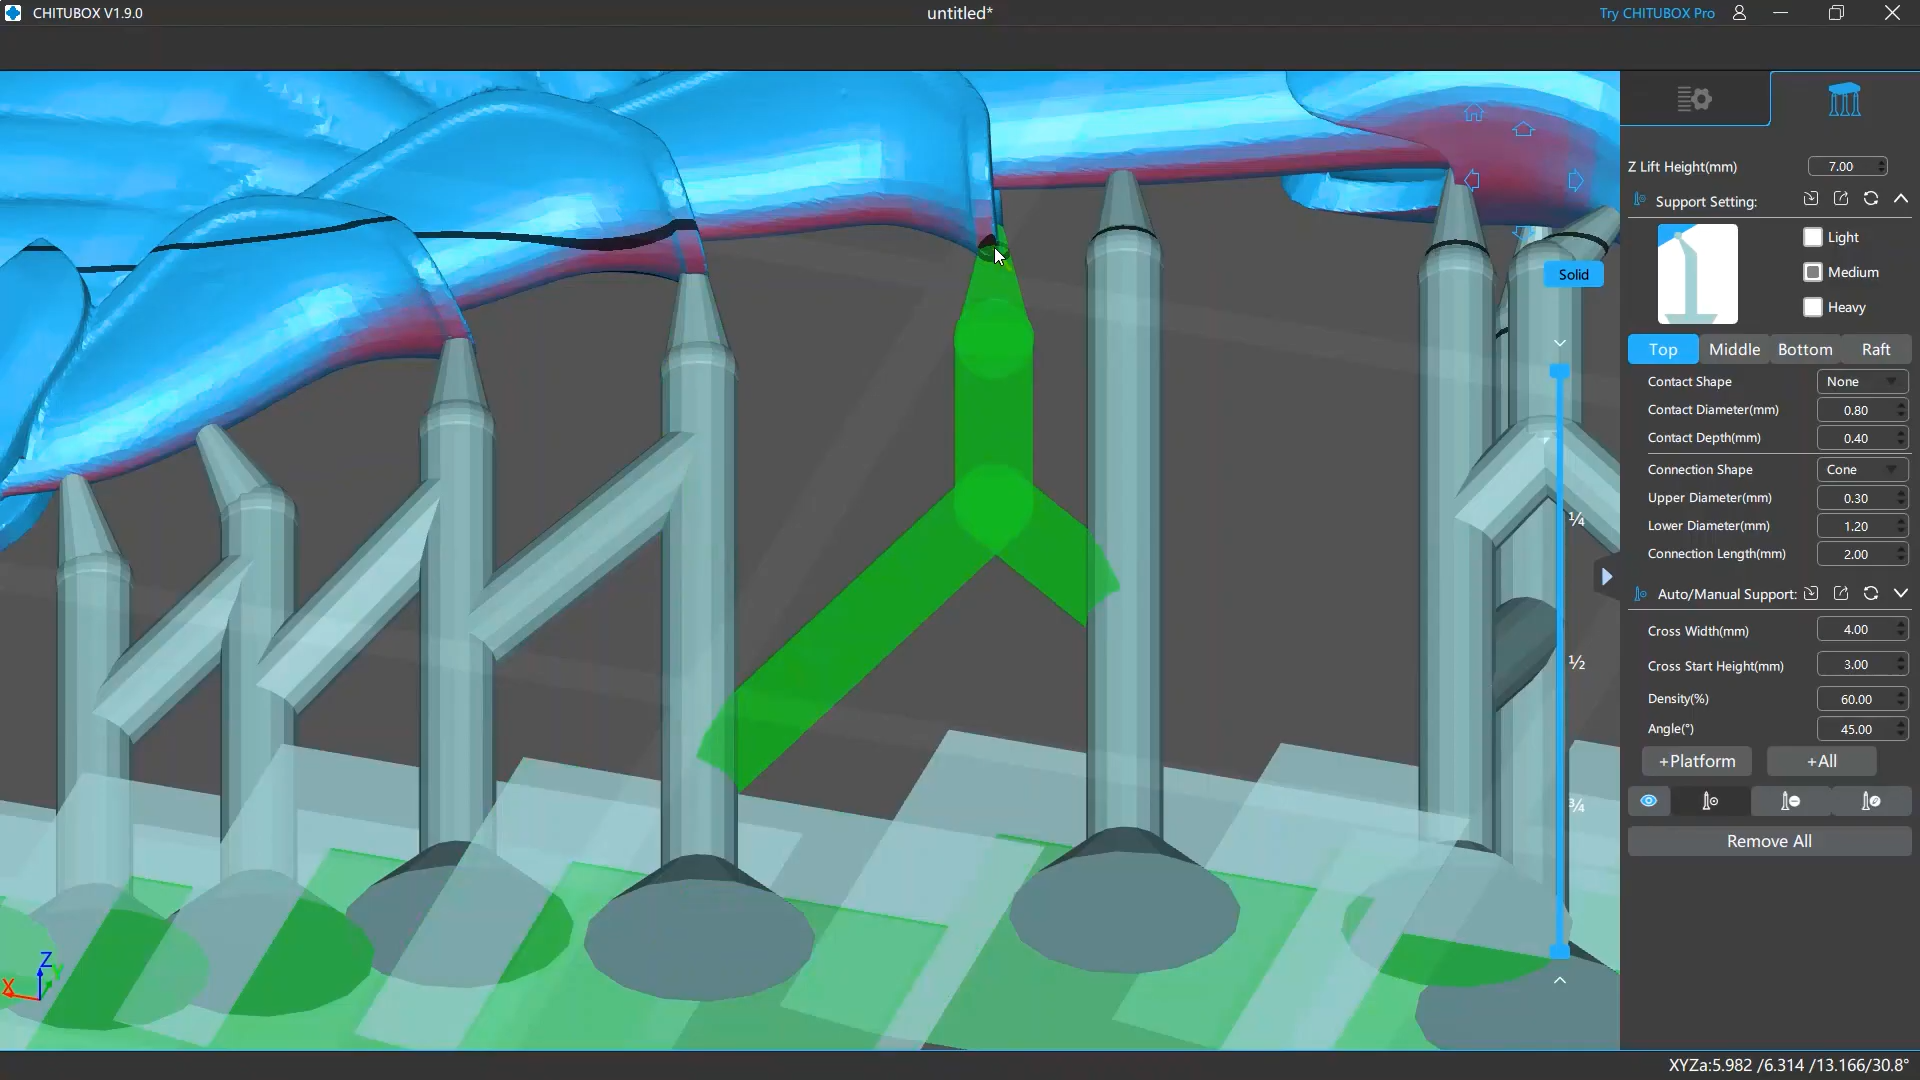 CHITUBOX V1.9.0
untitled*
Try CHITUBOX Pro
Z Lift Height(mm)
7.00
Support Setting:
Light
Medium
Heavy
Solid
Top
Middle
Bottom
Raft
Contact Shape
None
Contact Diameter(mm)
0.80
Contact Depth(mm)
0.40
Connection Shape
Cone
Upper Diameter(mm)
0.30
Lower Diameter(mm)
1.20
Connection Length(mm)
2.00
¼
½
¾
Auto/Manual Support:
Cross Width(mm)
4.00
Cross Start Height(mm)
3.00
Density(%)
60.00
Angle(°)
45.00
+Platform
+All
Remove All
Z
Y
X
XYZa:5.982 /6.314 /13.166/30.8°